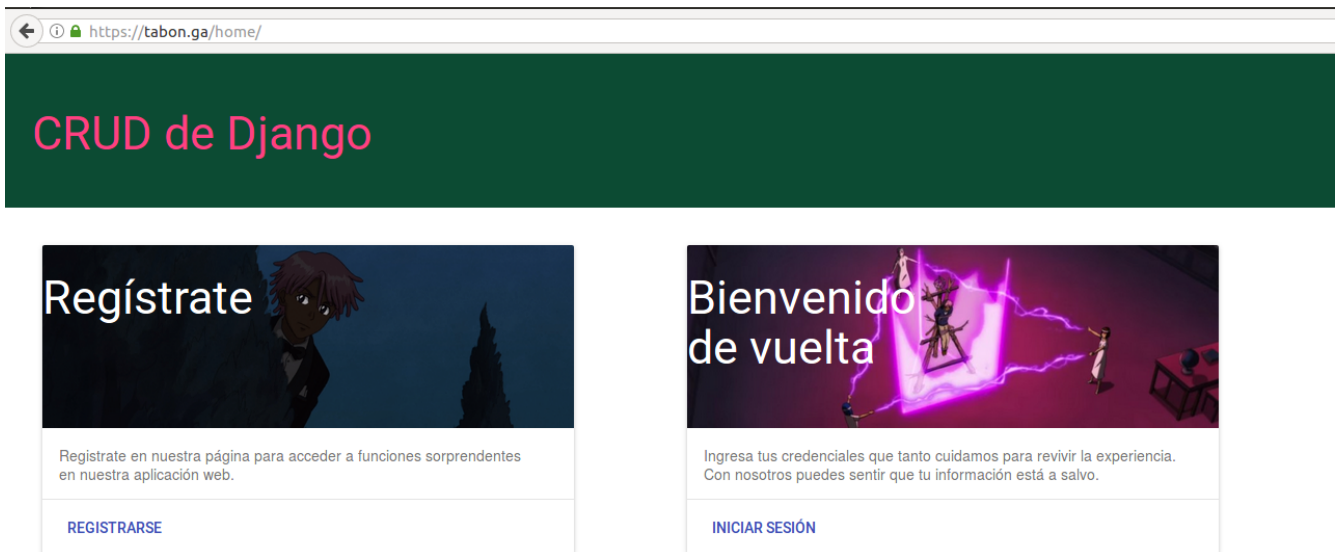 https://tabon.ga/home/
CRUD de Django
Regístrate
Registrate en nuestra página para acceder a funciones sorprendentes
en nuestra aplicación web.
REGISTRARSE
Bienvenido
de vuelta
Ingresa tus credenciales que tanto cuidamos para revivir la experiencia.
Con nosotros puedes sentir que tu información está a salvo.
INICIAR SESIÓN